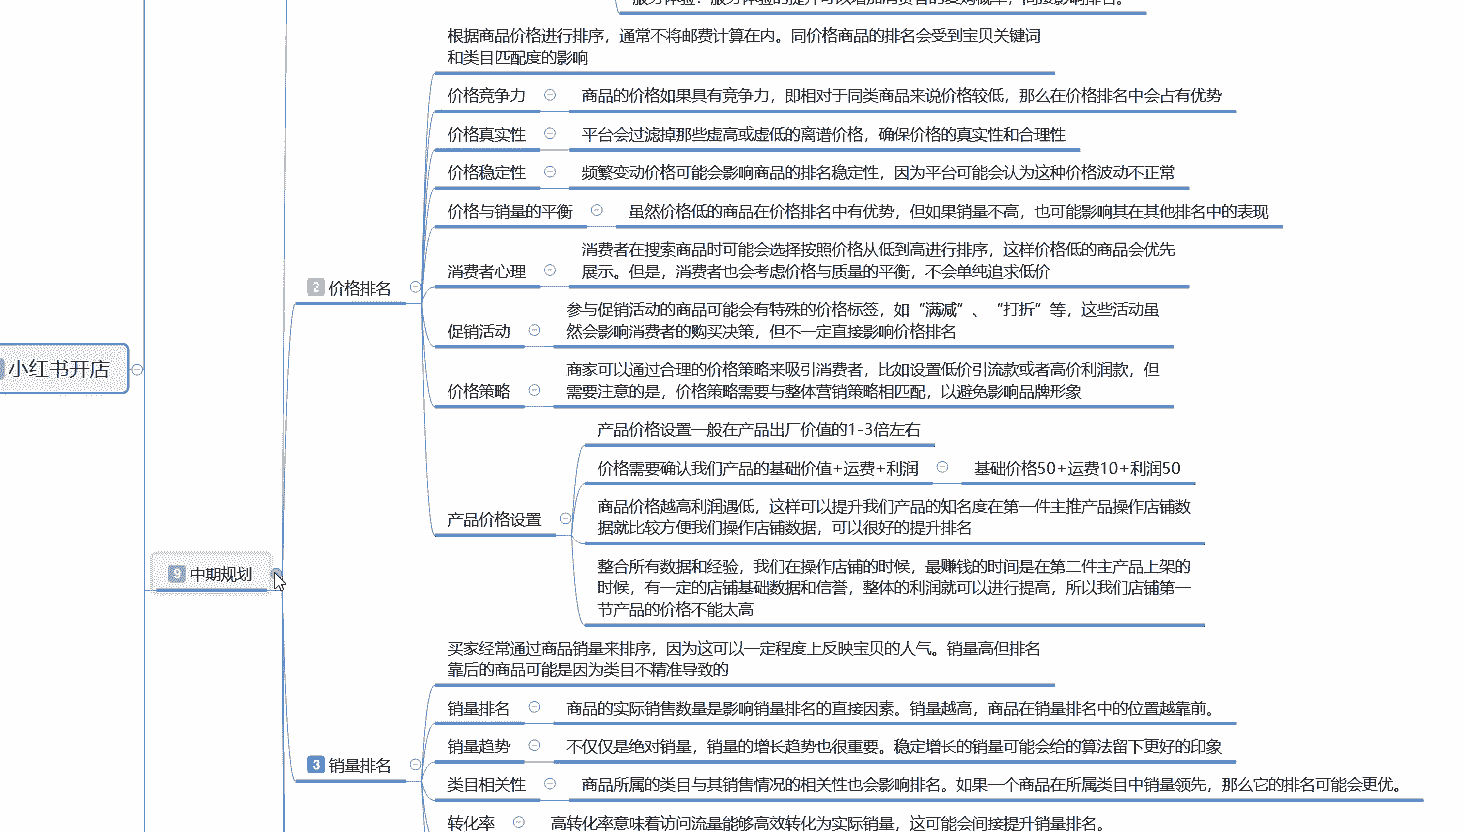 服务体验：服务体验的提升可以增加消费者的复购概率，间接影响排名。
根据商品价格进行排序，通常不将邮费计算在内。同价格商品的排名会受到宝贝关键词
和类目匹配度的影响
价格竞争力 商品的价格如果具有竞争力，即相对于同类商品来说价格较低，那么在价格排名中会占有优势
价格真实性 平台会过滤掉那些虚高或虚低的离谱价格，确保价格的真实性和合理性
价格稳定性 频繁变动价格可能会影响商品的排名稳定性，因为平台可能会认为这种价格波动不正常
价格与销量的平衡 虽然价格低的商品在价格排名中有优势，但如果销量不高，也可能影响其在其他排名中的表现
消费者在搜索商品时可能会选择按照价格从低到高进行排序，这样价格低的商品会优先
消费者心理 展示。但是，消费者也会考虑价格与质量的平衡，不会单纯追求低价
2 价格排名
参与促销活动的商品可能会有特殊的价格标签，如“满减”、“打折”等，这些活动虽
促销活动 然会影响消费者的购买决策，但不一定直接影响价格排名
小红书开店
商家可以通过合理的价格策略来吸引消费者，比如设置低价引流款或者高价利润款，但
价格策略 需要注意的是，价格策略需要与整体营销策略相匹配，以避免影响品牌形象
产品价格设置一般在产品出厂价值的1-3倍左右
价格需要确认我们产品的基础价值+运费+利润 基础价格50+运费10+利润50
商品价格越高利润遇低，这样可以提升我们产品的知名度在第一件主推产品操作店铺数
产品价格设置 据就比较方便我们操作店铺数据，可以很好的提升排名
整合所有数据和经验，我们在操作店铺的时候，最赚钱的时间是在第二件主产品上架的
9 中期规划
时候，有一定的店铺基础数据和信誉，整体的利润就可以进行提高，所以我们店铺第一
节产品的价格不能太高
买家经常通过商品销量来排序，因为这可以一定程度上反映宝贝的人气。销量高但排名
靠后的商品可能是因为类目不精准导致的
销量排名 商品的实际销售数量是影响销量排名的直接因素。销量越高，商品在销量排名中的位置越靠前。
销量趋势 不仅仅是绝对销量，销量的增长趋势也很重要。稳定增长的销量可能会给的算法留下更好的印象
3 销量排名
类目相关性 商品所属的类目与其销售情况的相关性也会影响排名。如果一个商品在所属类目中销量领先，那么它的排名可能会更优。
转化率 高转化率意味着访问流量能够高效转化为实际销量，这可能会间接提升销量排名。